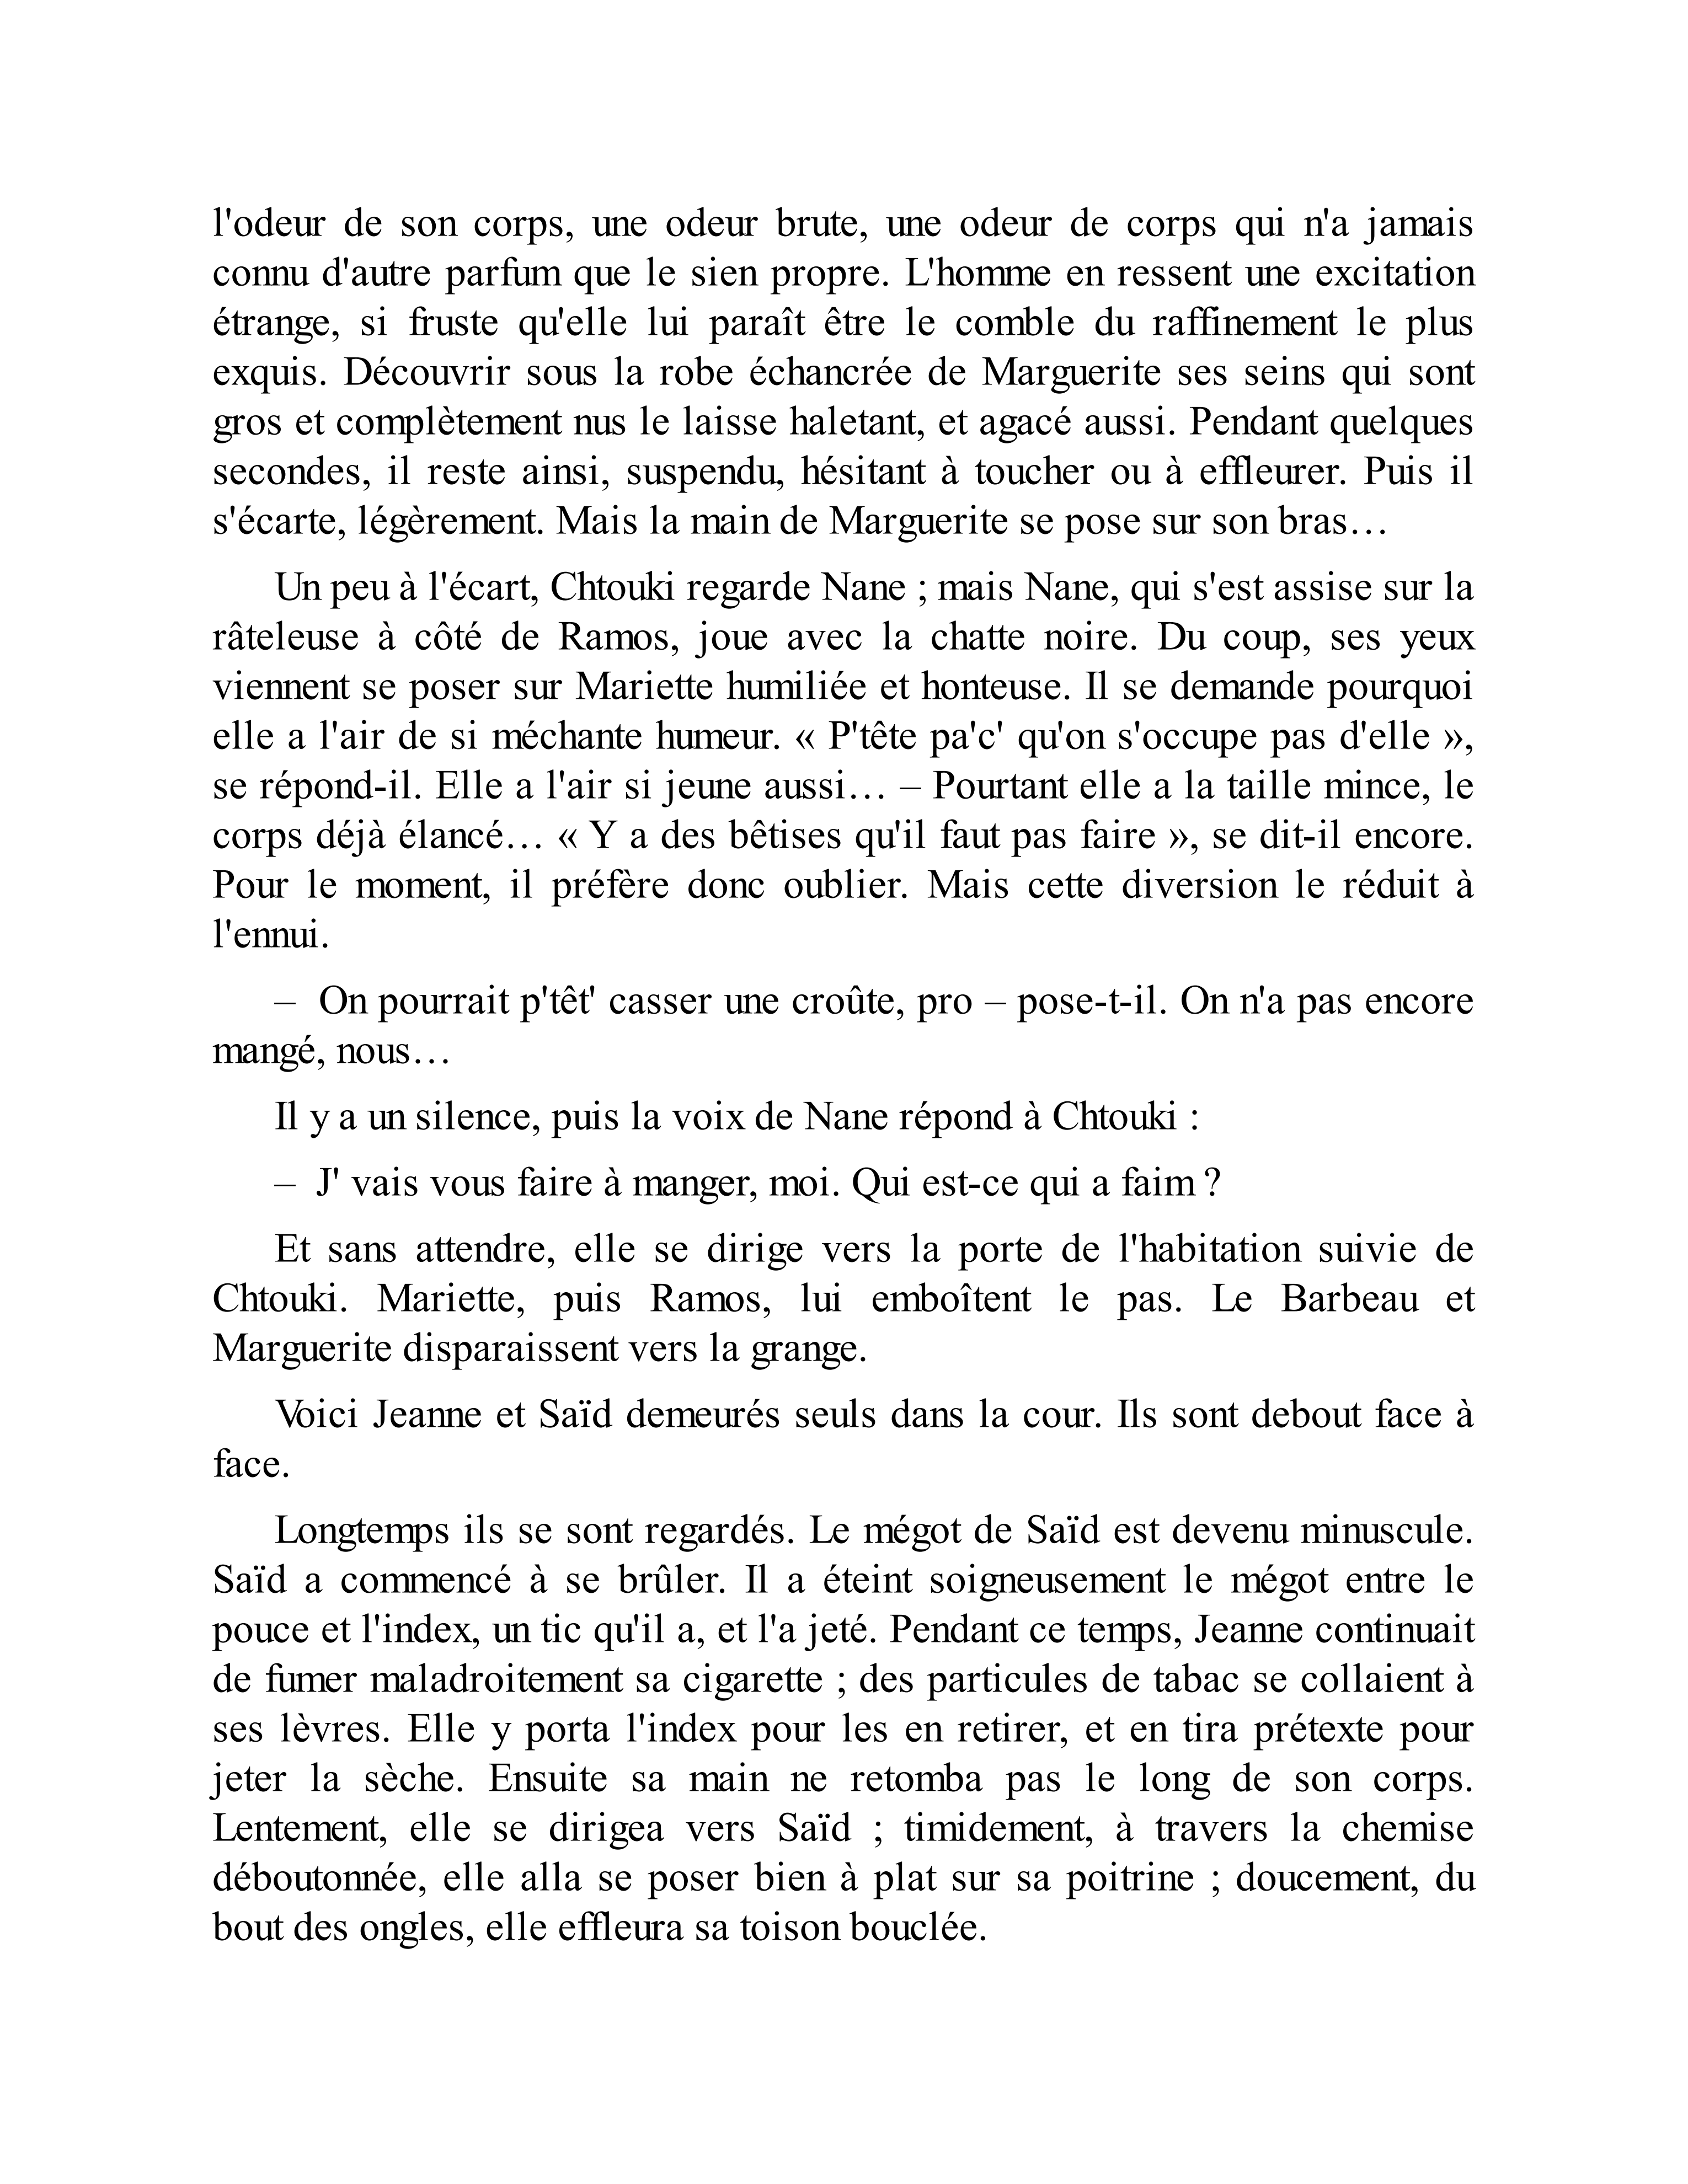 l'odeur de son corps, une odeur brute, une odeur de corps qui n'a jamais
connu d'autre parfum que le sien propre. L'homme en ressent une excitation
étrange, si fruste qu'elle lui paraît être le comble du raffinement le plus
exquis. Découvrir sous la robe échancrée de Marguerite ses seins qui sont
gros et complètement nus le laisse haletant, et agacé aussi. Pendant quelques
secondes, il reste ainsi, suspendu, hésitant à toucher ou à effleurer. Puis il
s'écarte, légèrement. Mais la main de Marguerite se pose sur son bras…
Un peu à l'écart, Chtouki regarde Nane ; mais Nane, qui s'est assise sur la
râteleuse à côté de Ramos, joue avec la chatte noire. Du coup, ses yeux
viennent se poser sur Mariette humiliée et honteuse. Il se demande pourquoi
elle a l'air de si méchante humeur. « P'tête pa'c' qu'on s'occupe pas d'elle »,
se répond-il. Elle a l'air si jeune aussi… – Pourtant elle a la taille mince, le
corps déjà élancé… « Y a des bêtises qu'il faut pas faire », se dit-il encore.
Pour le moment, il préfère donc oublier. Mais cette diversion le réduit à
l'ennui.
– On pourrait p'têt' casser une croûte, pro – pose-t-il. On n'a pas encore
mangé, nous…
Il y a un silence, puis la voix de Nane répond à Chtouki :
– J' vais vous faire à manger, moi. Qui est-ce qui a faim ?
Et sans attendre, elle se dirige vers la porte de l'habitation suivie de
Chtouki. Mariette, puis Ramos, lui emboîtent le pas. Le Barbeau et
Marguerite disparaissent vers la grange.
Voici Jeanne et Saïd demeurés seuls dans la cour. Ils sont debout face à
face.
Longtemps ils se sont regardés. Le mégot de Saïd est devenu minuscule.
Saïd a commencé à se brûler. Il a éteint soigneusement le mégot entre le
pouce et l'index, un tic qu'il a, et l'a jeté. Pendant ce temps, Jeanne continuait
de fumer maladroitement sa cigarette ; des particules de tabac se collaient à
ses lèvres. Elle y porta l'index pour les en retirer, et en tira prétexte pour
jeter la sèche. Ensuite sa main ne retomba pas le long de son corps.
Lentement, elle se dirigea vers Saïd ; timidement, à travers la chemise
déboutonnée, elle alla se poser bien à plat sur sa poitrine ; doucement, du
bout des ongles, elle effleura sa toison bouclée.